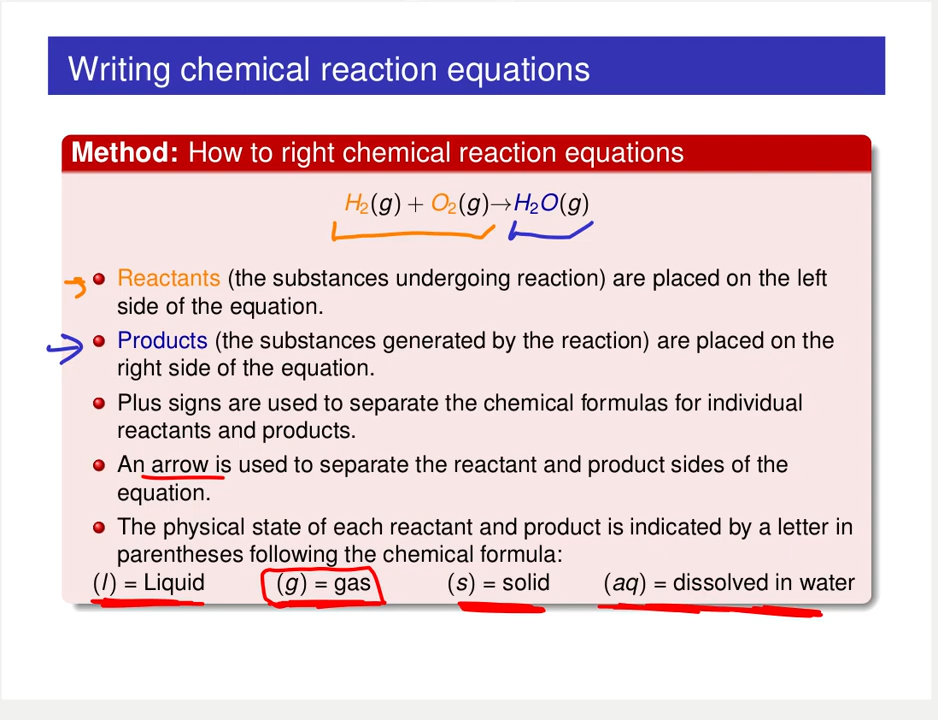 Writing chemical reaction equations
Method: How to right chemical reaction equations
H₂(g) + O₂(g)→H₂O(g)
Reactants (the substances undergoing reaction) are placed on the left
side of the equation.
Products (the substances generated by the reaction) are placed on the
right side of the equation.
Plus signs are used to separate the chemical formulas for individual
reactants and products.
An arrow is used to separate the reactant and product sides of the
equation.
The physical state of each reactant and product is indicated by a letter in
parentheses following the chemical formula:
(l) = Liquid (g) = gas (s) = solid (aq) = dissolved in water